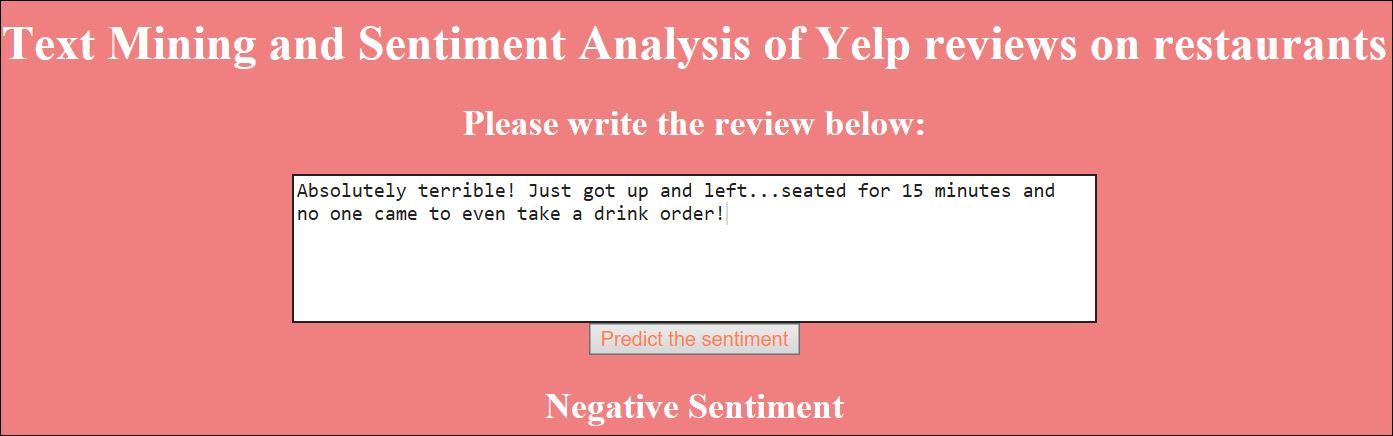 Text Mining and Sentiment Analysis of Yelp reviews on restaurants
Please write the review below:
Absolutely terrible! Just got up and left...seated for 15 minutes and
no one came to even take a drink order!
Predict the sentiment
Negative Sentiment